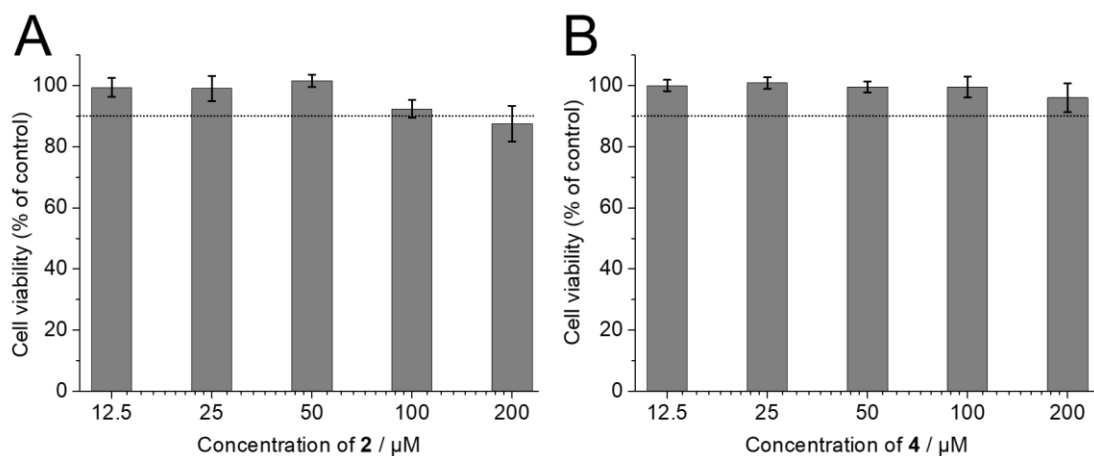 A
Cell viability (% of control)
100
80
60
40
20
0
12.5 25 50 100 200
Concentration of 2 / µM
B
Cell viability (% of control)
100
80
60
40
20
0
12.5 25 50 100 200
Concentration of 4 / µM